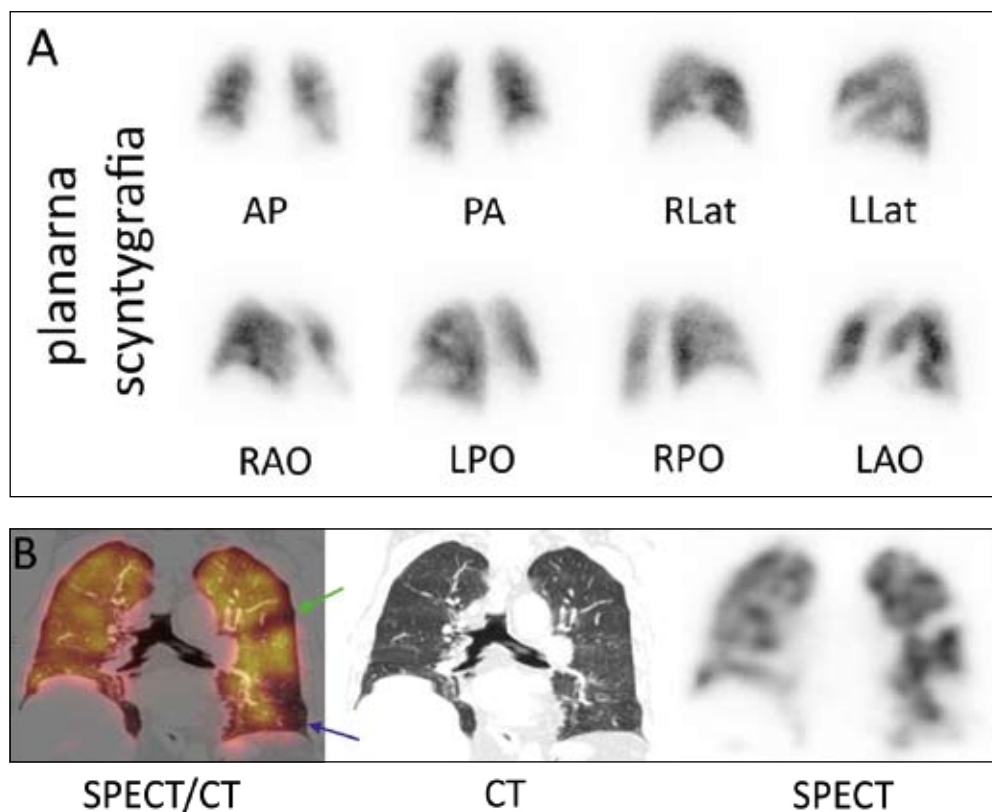 A
planarna
scyntygrafia
AP PA RLat LLat
RAO LPO RPO LAO
B
SPECT/CT CT SPECT